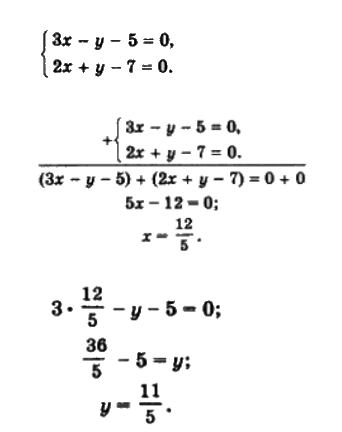 { 3x − y − 5 = 0,
2x + y − 7 = 0.
+ { 3x − y − 5 = 0,
2x + y − 7 = 0.
(3x − y − 5) + (2x + y − 7) = 0 + 0
5x − 12 = 0;
x = 12/5.
3 · 12/5 − y − 5 = 0;
36/5 − 5 = y;
y = 11/5.